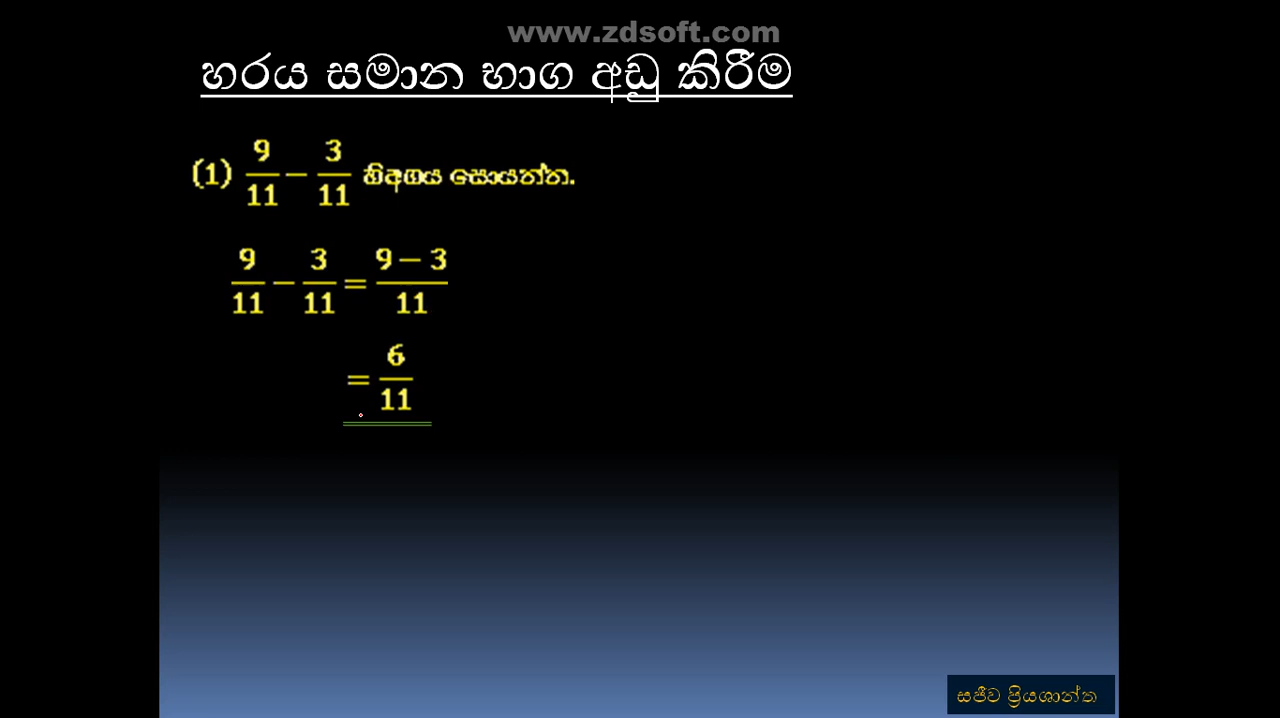 www.zdsoft.com
හරය සමාන භාග අඩු කිරීම
(1) 9/11 − 3/11 හි අගය සොයන්න.
9/11 − 3/11 = (9 − 3)/11
= 6/11
සජීව ප්‍රියශාන්ත